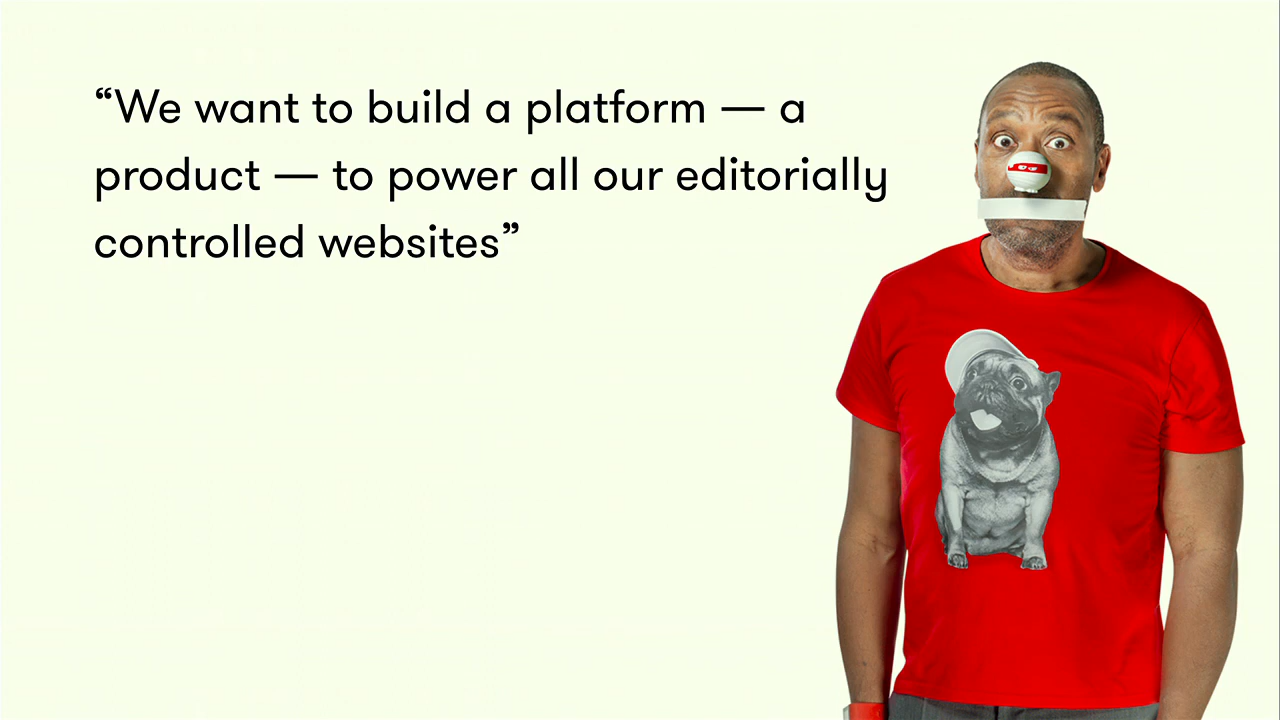 “We want to build a platform — a
product — to power all our editorially
controlled websites”